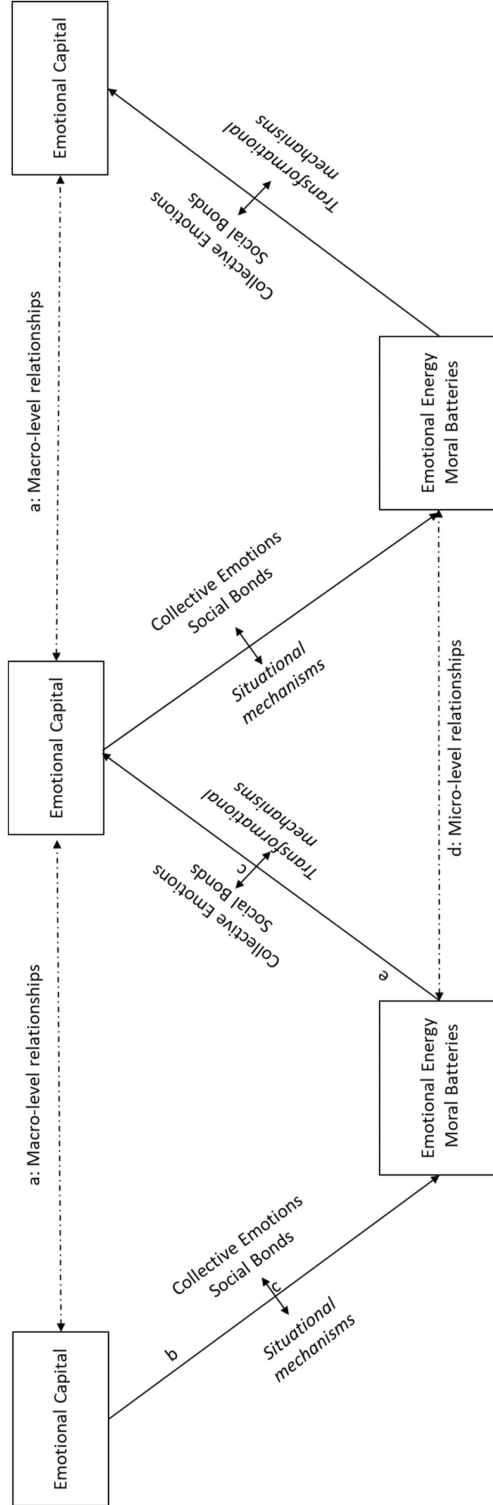 Emotional Capital
a: Macro-level relationships
Emotional Capital
a: Macro-level relationships
Emotional Capital
b
Collective Emotions
Social Bonds
c
Situational
mechanisms
Collective Emotions
Social Bonds
c
Transformational
mechanisms
e
Collective Emotions
Social Bonds
Situational
mechanisms
Collective Emotions
Social Bonds
Transformational
mechanisms
Emotional Energy
Moral Batteries
d: Micro-level relationships
Emotional Energy
Moral Batteries